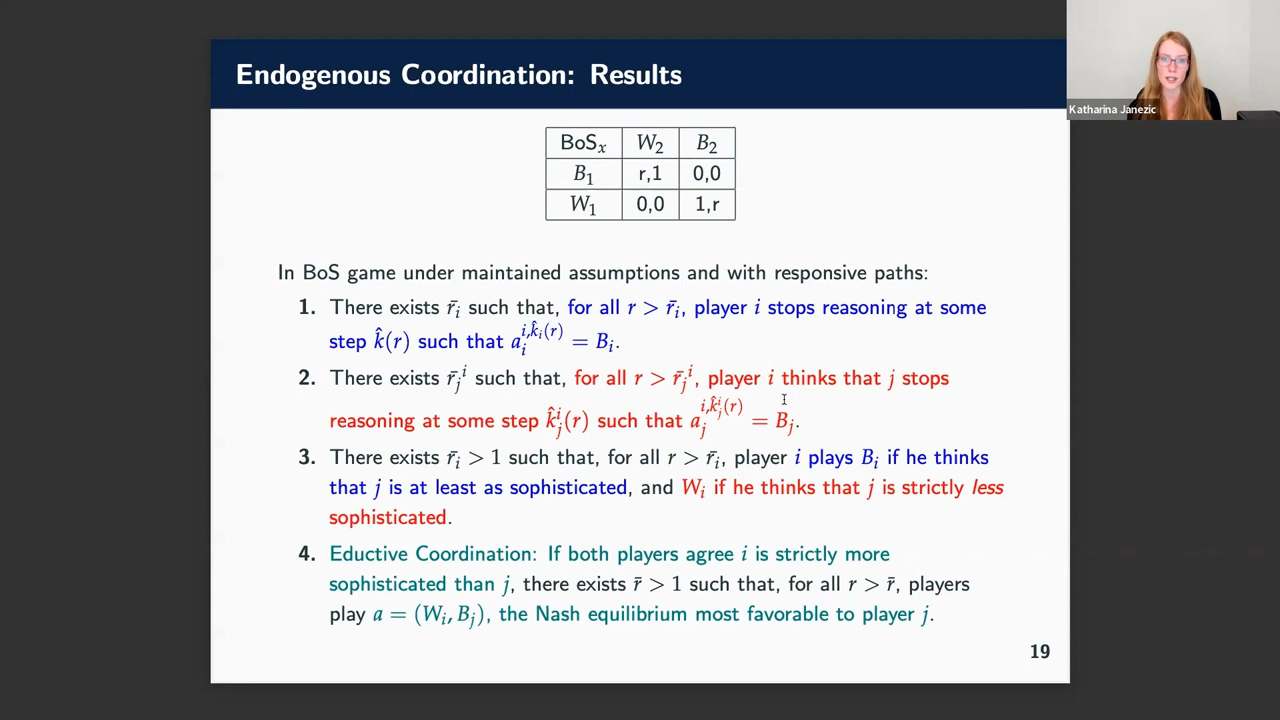 Endogenous Coordination: Results
Katharina Janezic
BoSₓ W₂ B₂
B₁ r,1 0,0
W₁ 0,0 1,r
In BoS game under maintained assumptions and with responsive paths:
1. There exists r̄ᵢ such that, for all r > r̄ᵢ, player i stops reasoning at some
step k̂(r) such that aᵢ^{i,k̂ᵢ(r)} = Bᵢ.
2. There exists r̄ⱼⁱ such that, for all r > r̄ⱼⁱ, player i thinks that j stops
reasoning at some step k̂ⱼⁱ(r) such that aⱼ^{i,k̂ⱼⁱ(r)} = Bⱼ.
3. There exists r̄ᵢ > 1 such that, for all r > r̄ᵢ, player i plays Bᵢ if he thinks
that j is at least as sophisticated, and Wᵢ if he thinks that j is strictly less
sophisticated.
4. Eductive Coordination: If both players agree i is strictly more
sophisticated than j, there exists r̄ > 1 such that, for all r > r̄, players
play a = (Wᵢ, Bⱼ), the Nash equilibrium most favorable to player j.
19